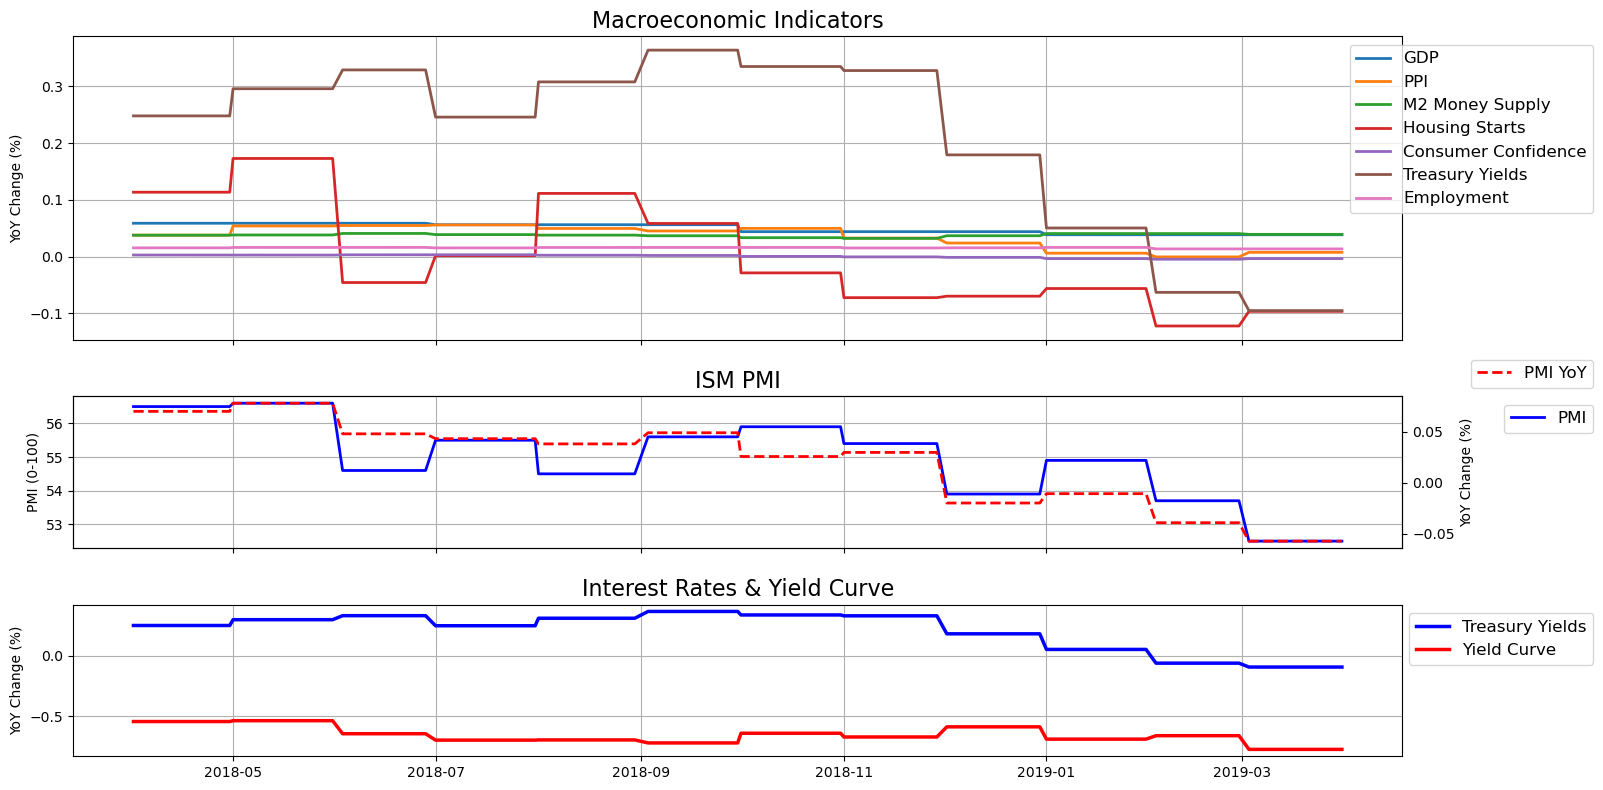 Macroeconomic Indicators
YoY Change (%)
0.3
0.2
0.1
0.0
−0.1
GDP
PPI
M2 Money Supply
Housing Starts
Consumer Confidence
Treasury Yields
Employment
ISM PMI
PMI (0-100)
56
55
54
53
0.05
0.00
−0.05
YoY Change (%)
PMI YoY
PMI
Interest Rates & Yield Curve
YoY Change (%)
0.0
−0.5
Treasury Yields
Yield Curve
2018-05
2018-07
2018-09
2018-11
2019-01
2019-03